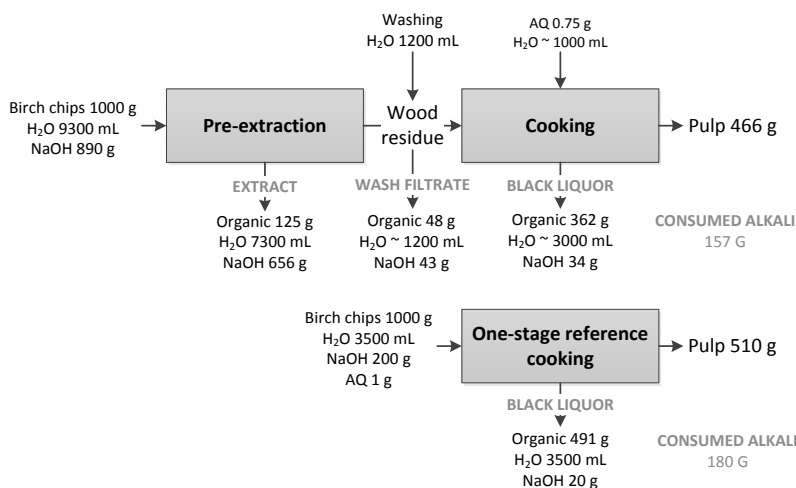 Washing
H₂O 1200 mL
AQ 0.75 g
H₂O ~ 1000 mL
Birch chips 1000 g
H₂O 9300 mL
NaOH 890 g
Pre-extraction
Wood
residue
Cooking
Pulp 466 g
EXTRACT
WASH FILTRATE
BLACK LIQUOR
Organic 125 g
H₂O 7300 mL
NaOH 656 g
Organic 48 g
H₂O ~ 1200 mL
NaOH 43 g
Organic 362 g
H₂O ~ 3000 mL
NaOH 34 g
CONSUMED ALKALI
157 G
Birch chips 1000 g
H₂O 3500 mL
NaOH 200 g
AQ 1 g
One-stage reference
cooking
Pulp 510 g
BLACK LIQUOR
Organic 491 g
H₂O 3500 mL
NaOH 20 g
CONSUMED ALKALI
180 G